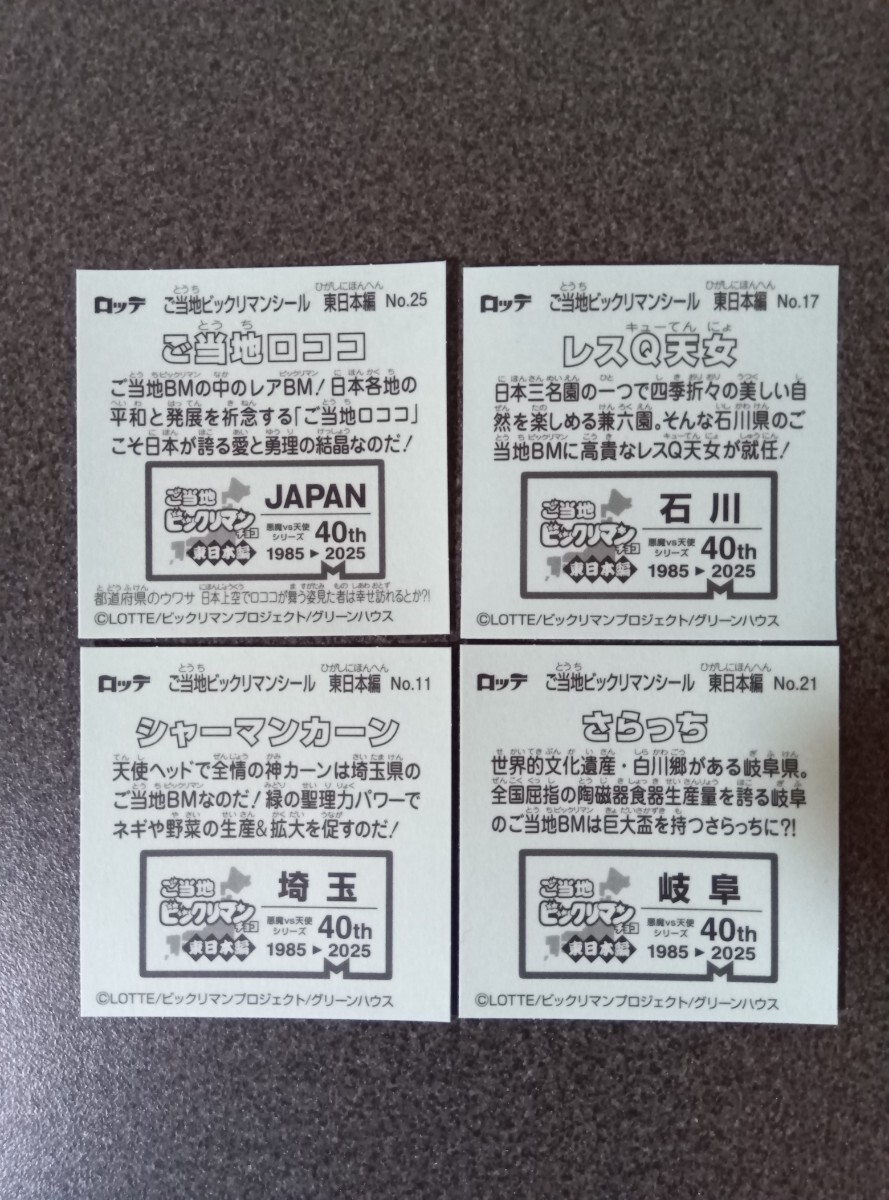 ロッテ ご当地ビックリマンシール 東日本編 No.25
ご当地ロココ
ご当地BMの中のレアBM!日本各地の
平和と発展を祈念する「ご当地ロココ」
こそ日本が誇る愛と勇理の結晶なのだ!
ご当地
ビックリマン
チョコ
東日本編
JAPAN
悪魔vs天使
シリーズ
40th
1985▶2025
都道府県のウワサ 日本上空でロココが舞う姿見た者は幸せ訪れるとか?!
©LOTTE/ビックリマンプロジェクト/グリーンハウス
ロッテ ご当地ビックリマンシール 東日本編 No.17
レスQ天女
日本三名園の一つで四季折々の美しい自
然を楽しめる兼六園。そんな石川県のご
当地BMに高貴なレスQ天女が就任!
ご当地
ビックリマン
チョコ
東日本編
石川
悪魔vs天使
シリーズ
40th
1985▶2025
©LOTTE/ビックリマンプロジェクト/グリーンハウス
ロッテ ご当地ビックリマンシール 東日本編 No.11
シャーマンカーン
天使ヘッドで全情の神カーンは埼玉県の
ご当地BMなのだ!緑の聖理力パワーで
ネギや野菜の生産&拡大を促すのだ!
ご当地
ビックリマン
チョコ
東日本編
埼玉
悪魔vs天使
シリーズ
40th
1985▶2025
©LOTTE/ビックリマンプロジェクト/グリーンハウス
ロッテ ご当地ビックリマンシール 東日本編 No.21
さらっち
世界的文化遺産・白川郷がある岐阜県。
全国屈指の陶磁器食器生産量を誇る岐阜
のご当地BMは巨大盃を持つさらっちに?!
ご当地
ビックリマン
チョコ
東日本編
岐阜
悪魔vs天使
シリーズ
40th
1985▶2025
©LOTTE/ビックリマンプロジェクト/グリーンハウス